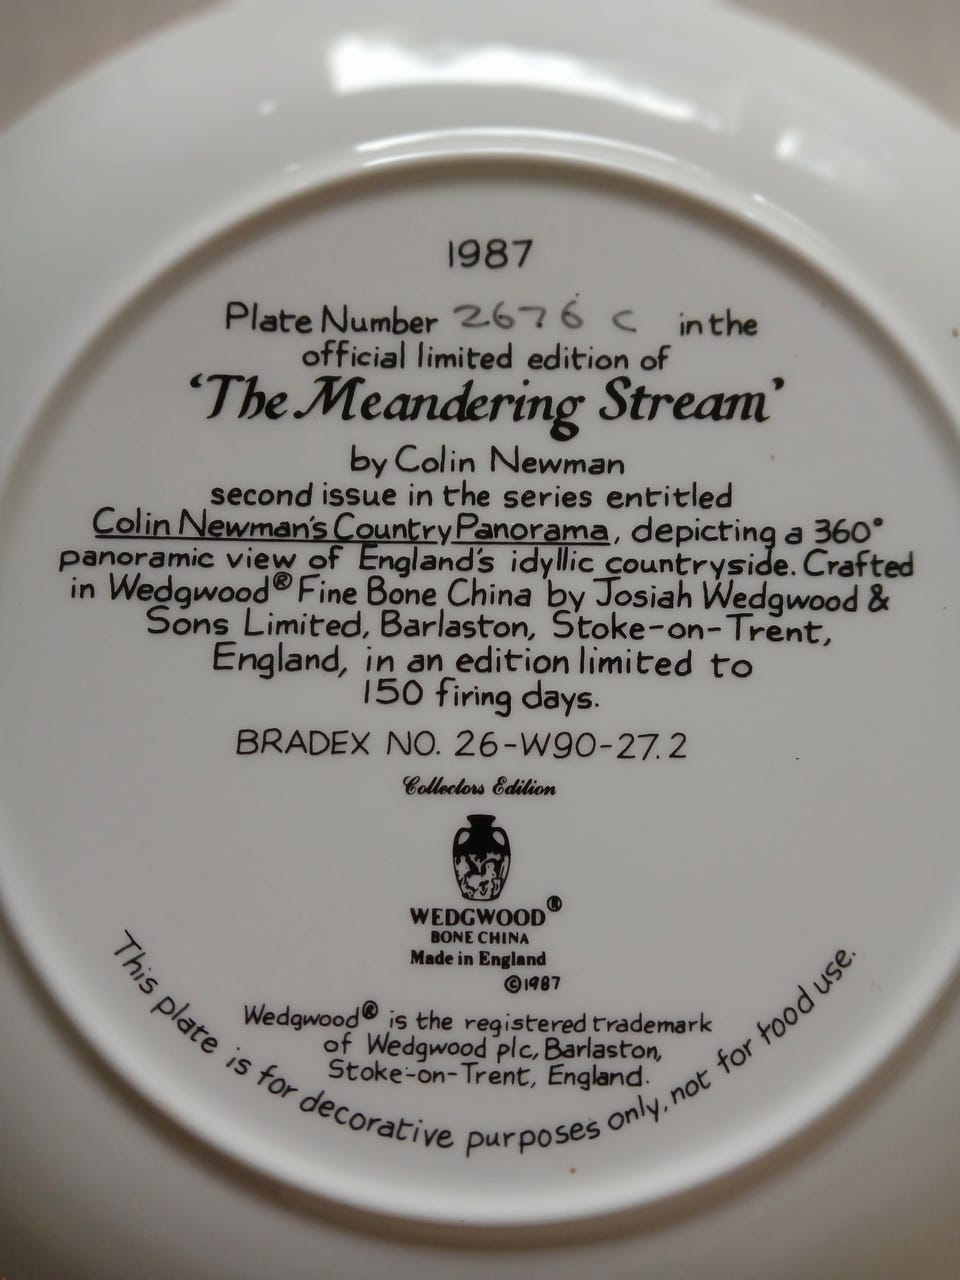 1987
Plate Number 2676 C in the
official limited edition of
‘The Meandering Stream’
by Colin Newman
second issue in the series entitled
Colin Newman's Country Panorama, depicting a 360°
panoramic view of England's idyllic countryside. Crafted
in Wedgwood® Fine Bone China by Josiah Wedgwood &
Sons Limited, Barlaston, Stoke-on-Trent,
England, in an edition limited to
150 firing days.
BRADEX NO. 26-W90-27.2
Collectors Edition
WEDGWOOD®
BONE CHINA
Made in England
©1987
Wedgwood® is the registered trademark
of Wedgwood plc, Barlaston,
Stoke-on-Trent, England.
This plate is for decorative purposes only, not for food use.